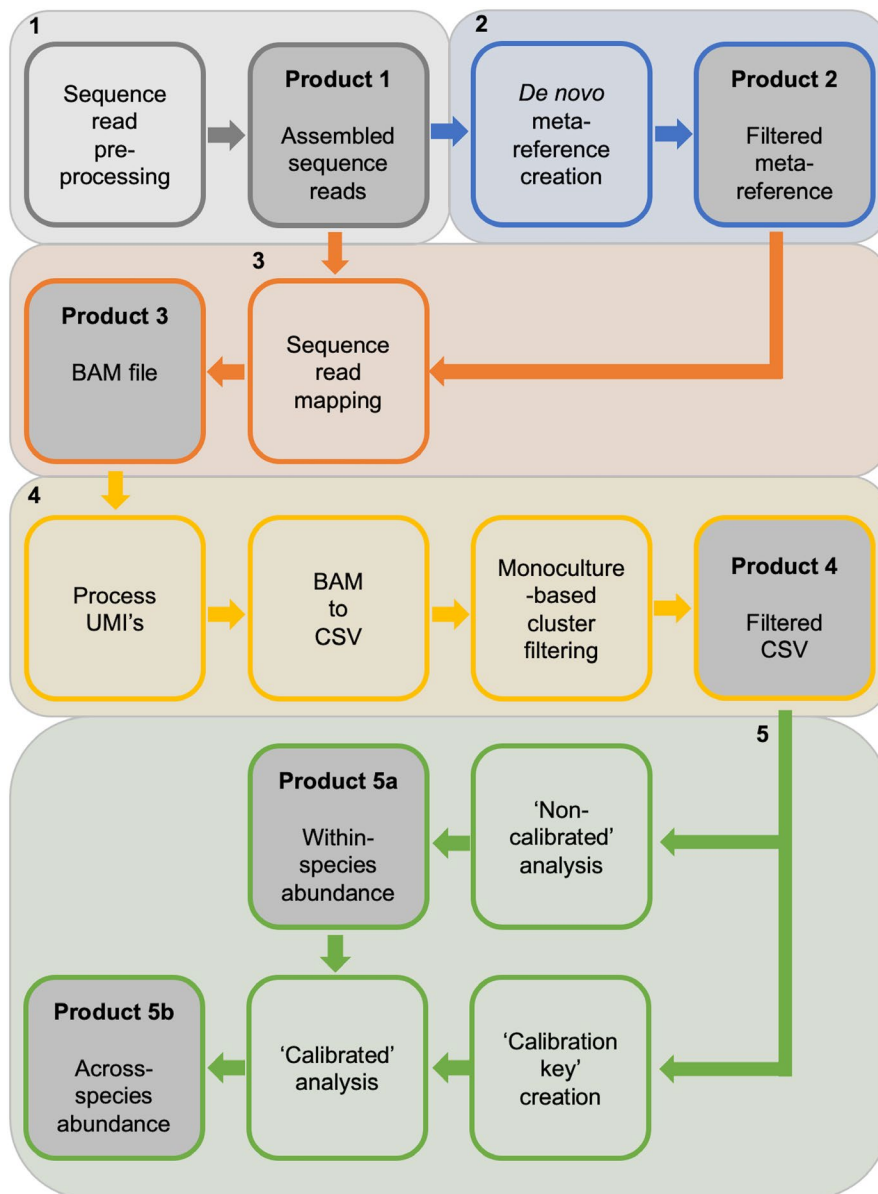 1
Sequence
read
pre-
processing
Product 1
Assembled
sequence
reads
2
De novo
meta-
reference
creation
Product 2
Filtered
meta-
reference
3
Product 3
BAM file
Sequence
read
mapping
4
Process
UMI's
BAM
to
CSV
Monoculture
-based
cluster
filtering
Product 4
Filtered
CSV
5
Product 5a
Within-
species
abundance
‘Non-
calibrated’
analysis
Product 5b
Across-
species
abundance
‘Calibrated’
analysis
‘Calibration
key’
creation